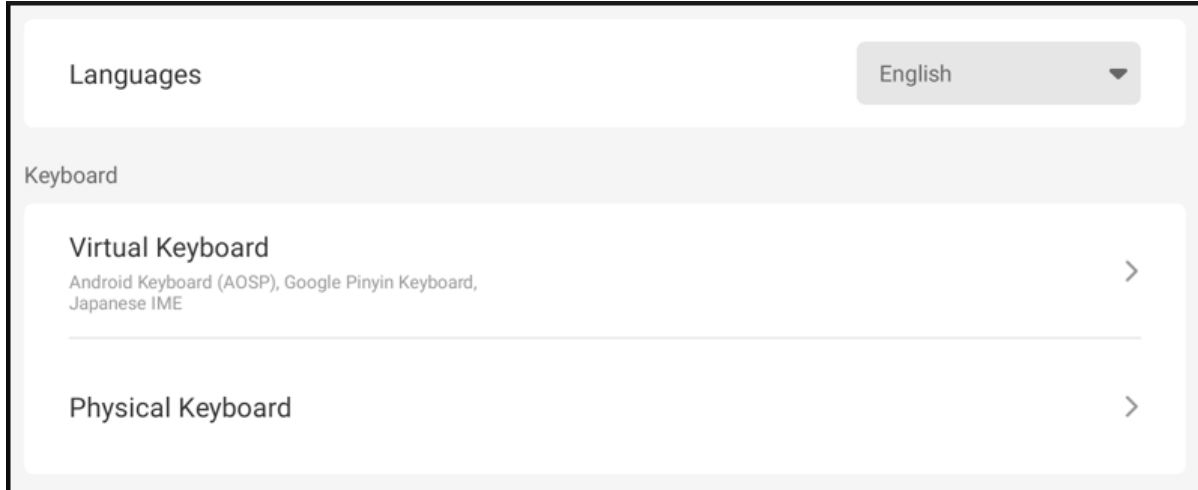 Languages
English
Keyboard
Virtual Keyboard
Android Keyboard (AOSP), Google Pinyin Keyboard,
Japanese IME
Physical Keyboard